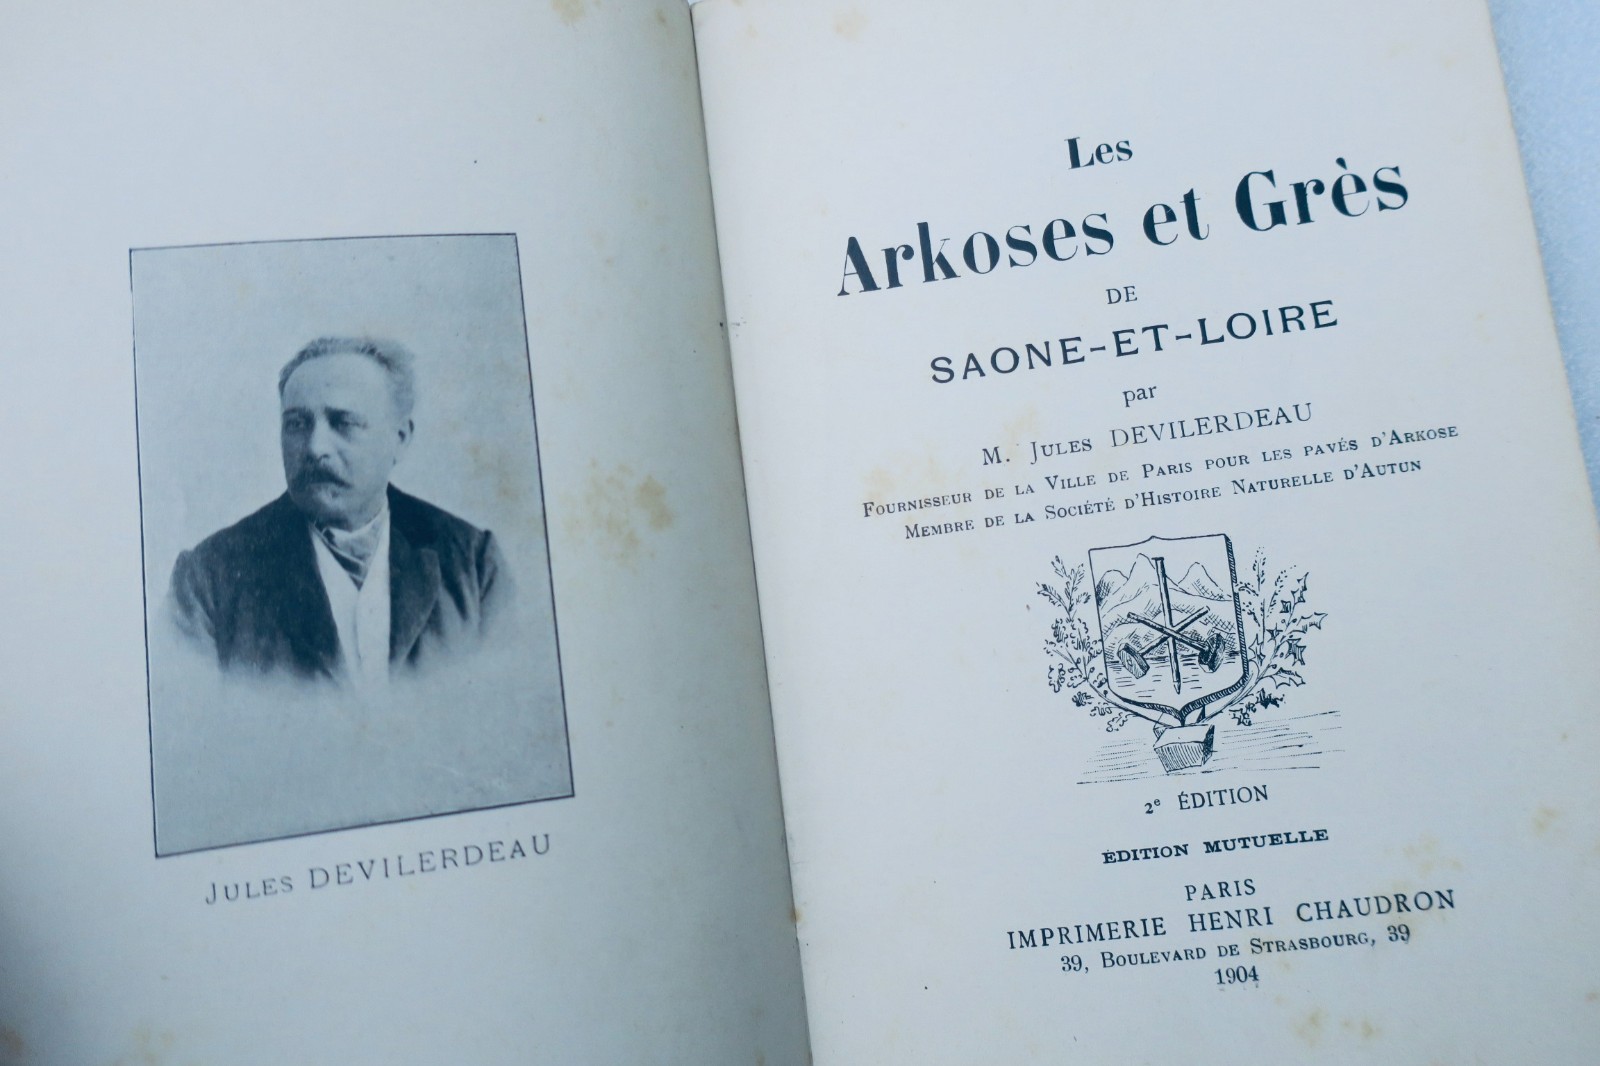 Jules DEVILERDEAU
Les
Arkoses et Grès
DE
SAONE-ET-LOIRE
par
M. Jules DEVILERDEAU
Fournisseur de la Ville de Paris pour les pavés d'Arkose
Membre de la Société d'Histoire Naturelle d'Autun
2e ÉDITION
ÉDITION MUTUELLE
PARIS
IMPRIMERIE HENRI CHAUDRON
39, Boulevard de Strasbourg, 39
1904